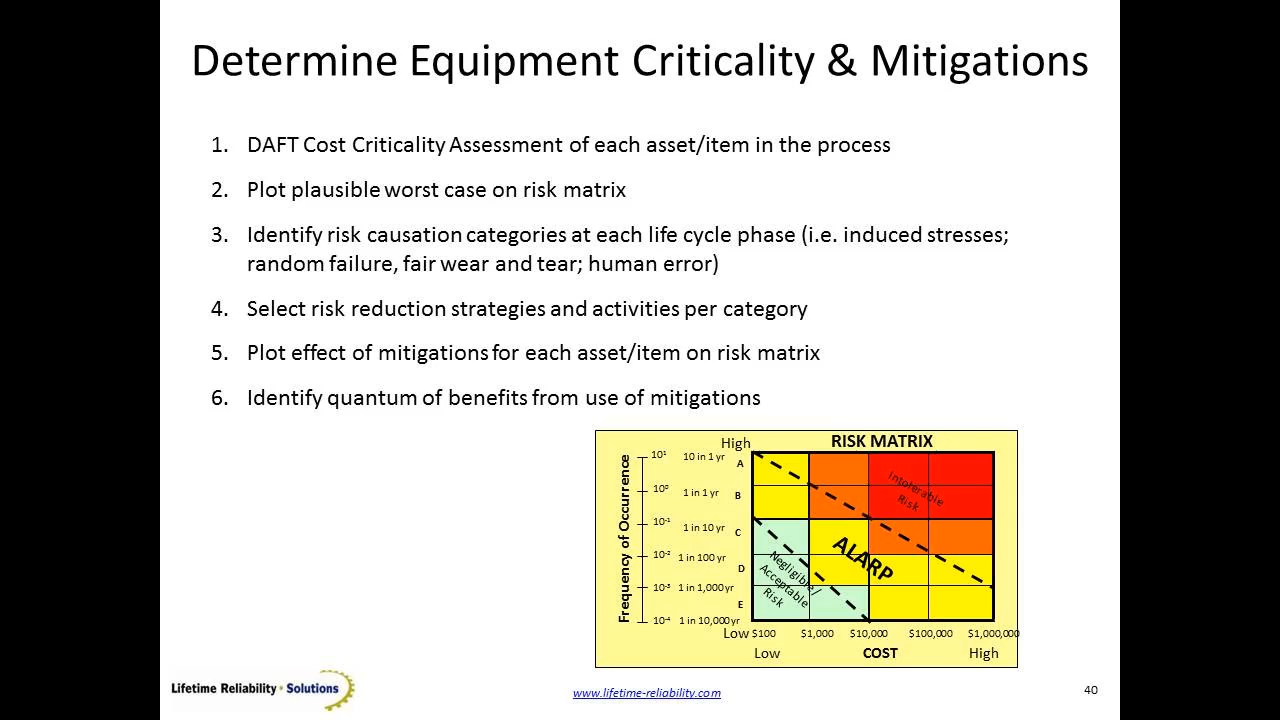 Determine Equipment Criticality & Mitigations
1. DAFT Cost Criticality Assessment of each asset/item in the process
2. Plot plausible worst case on risk matrix
3. Identify risk causation categories at each life cycle phase (i.e. induced stresses;
random failure, fair wear and tear; human error)
4. Select risk reduction strategies and activities per category
5. Plot effect of mitigations for each asset/item on risk matrix
6. Identify quantum of benefits from use of mitigations
High RISK MATRIX
Frequency of Occurrence
10¹ 10 in 1 yr A
10⁰ 1 in 1 yr B
10⁻¹ 1 in 10 yr C
10⁻² 1 in 100 yr D
10⁻³ 1 in 1,000 yr E
10⁻⁴ 1 in 10,000 yr
Intolerable
Risk
ALARP
Negligible/
Acceptable
Risk
Low $100 $1,000 $10,000 $100,000 $1,000,000
Low COST High
Lifetime Reliability • Solutions
www.lifetime-reliability.com
40